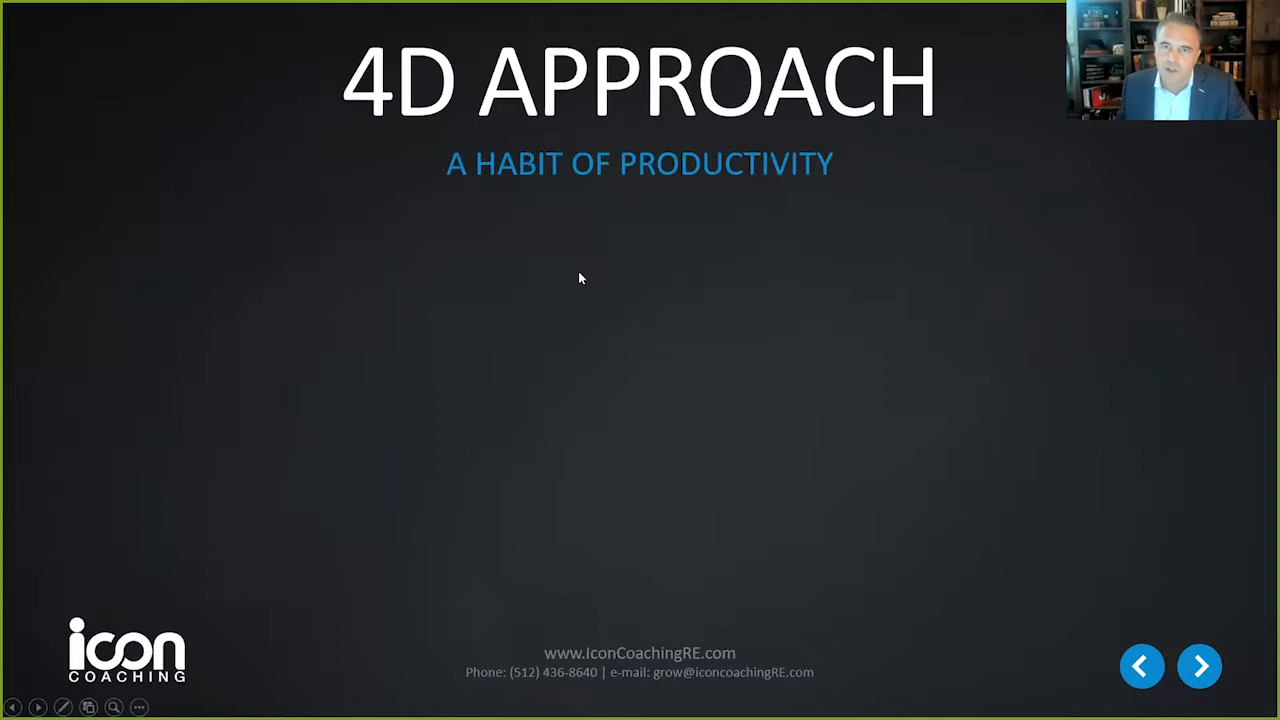 4D APPROACH
A HABIT OF PRODUCTIVITY
icon
COACHING
www.IconCoachingRE.com
Phone: (512) 436-8640 | e-mail: grow@iconcoachingRE.com